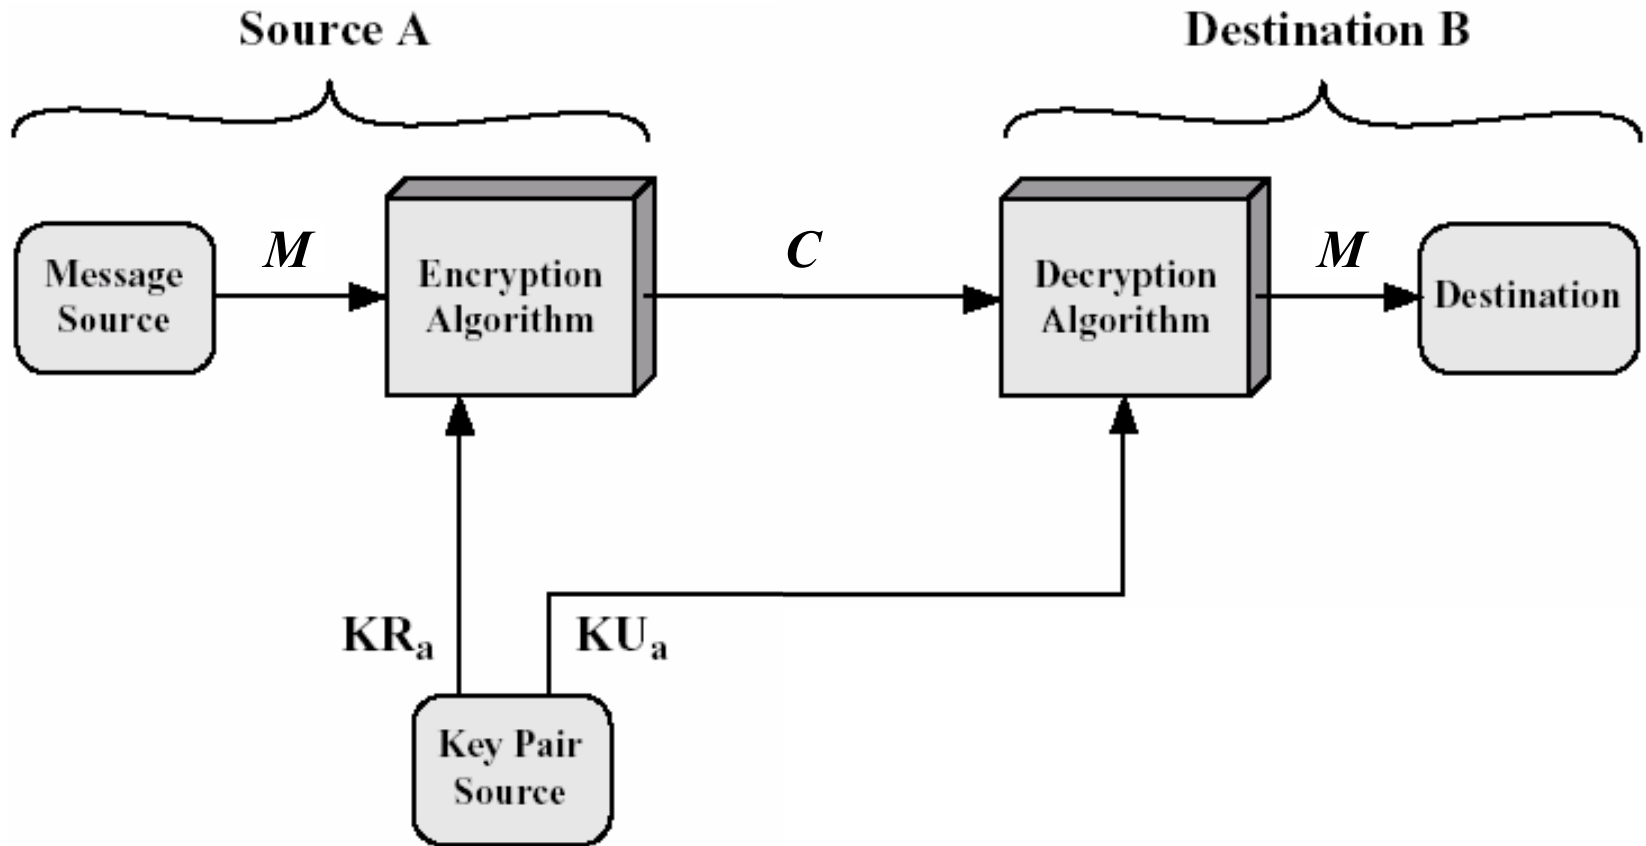 Source A
Destination B
Message
Source
M
Encryption
Algorithm
C
Decryption
Algorithm
M
Destination
KRa
KUa
Key Pair
Source